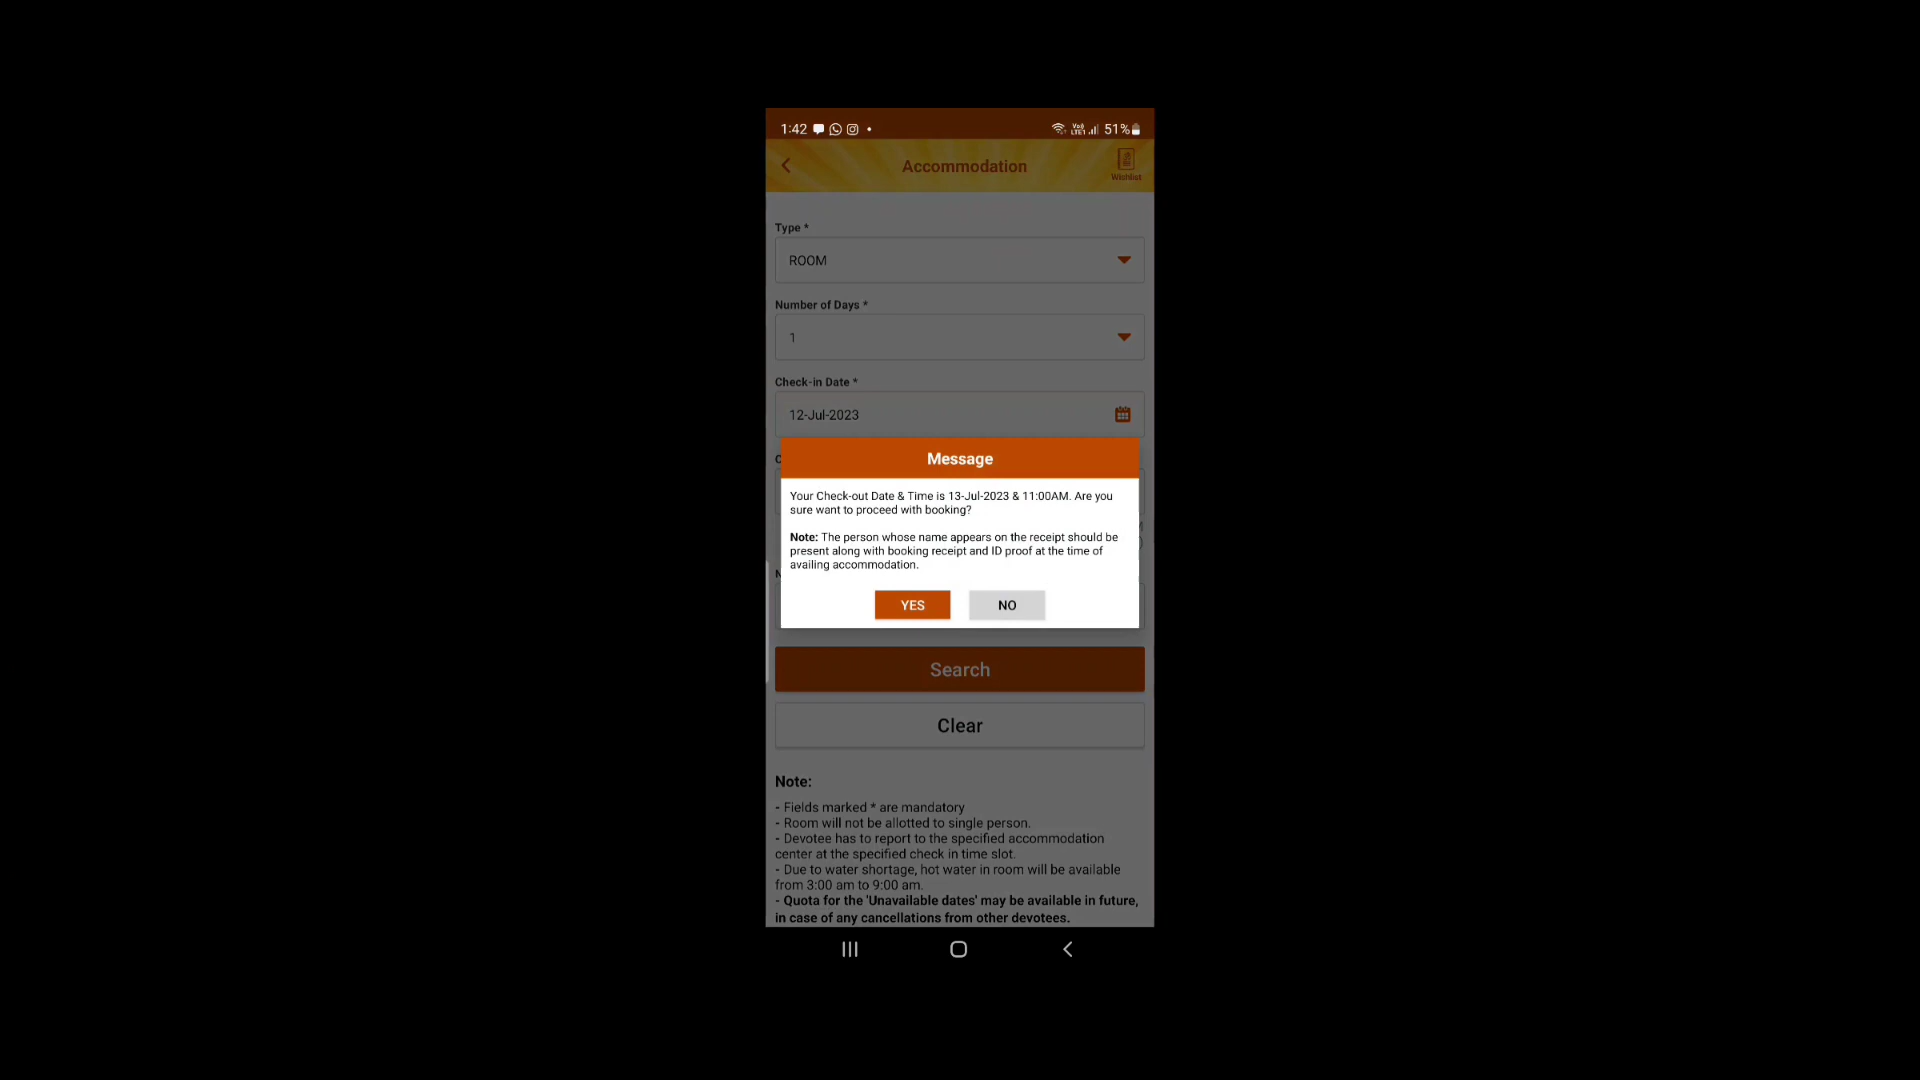 1:42
51%
Accommodation
Wishlist
Type *
ROOM
Number of Days *
1
Check-in Date *
12-Jul-2023
Message
Your Check-out Date & Time is 13-Jul-2023 & 11:00AM. Are you
sure want to proceed with booking?
Note: The person whose name appears on the receipt should be
present along with booking receipt and ID proof at the time of
availing accommodation.
YES NO
Search
Clear
Note:
- Fields marked * are mandatory
- Room will not be allotted to single person.
- Devotee has to report to the specified accommodation
center at the specified check in time slot.
- Due to water shortage, hot water in room will be available
from 3:00 am to 9:00 am.
- Quota for the 'Unavailable dates' may be available in future,
in case of any cancellations from other devotees.